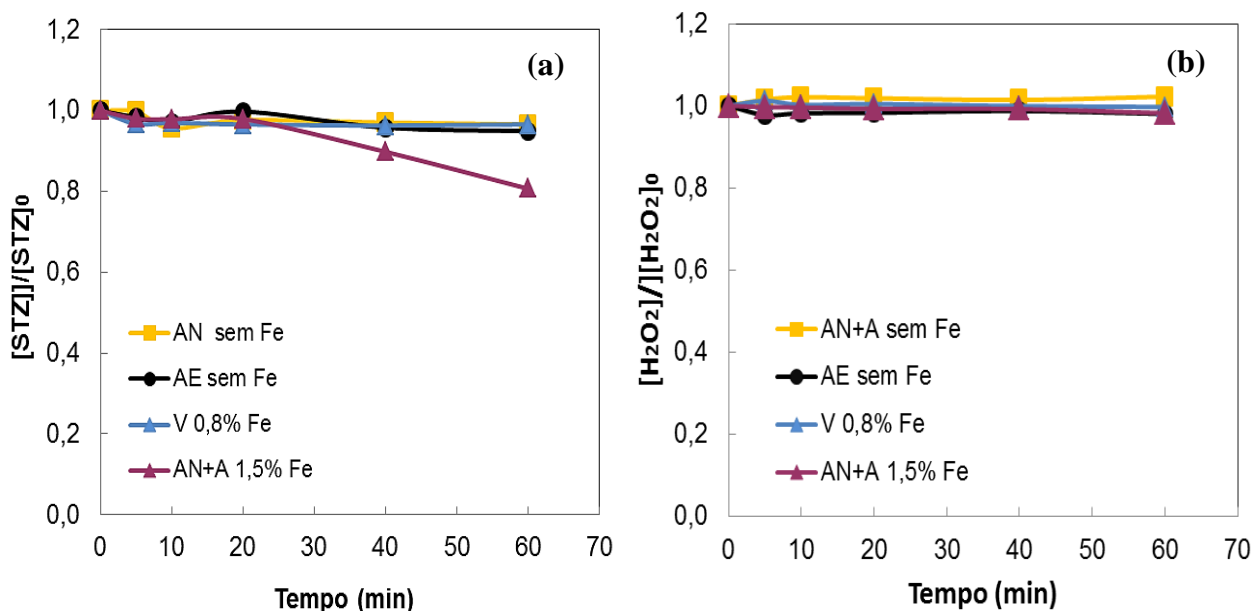 [STZ]]/[STZ]₀
1,2
1,0
0,8
0,6
0,4
0,2
0,0
(a)
AN sem Fe
AE sem Fe
V 0,8% Fe
AN+A 1,5% Fe
0 10 20 30 40 50 60 70
Tempo (min)
[H₂O₂]/][H₂O₂]₀
1,2
1,0
0,8
0,6
0,4
0,2
0,0
(b)
AN+A sem Fe
AE sem Fe
V 0,8% Fe
AN+A 1,5% Fe
0 10 20 30 40 50 60 70
Tempo (min)